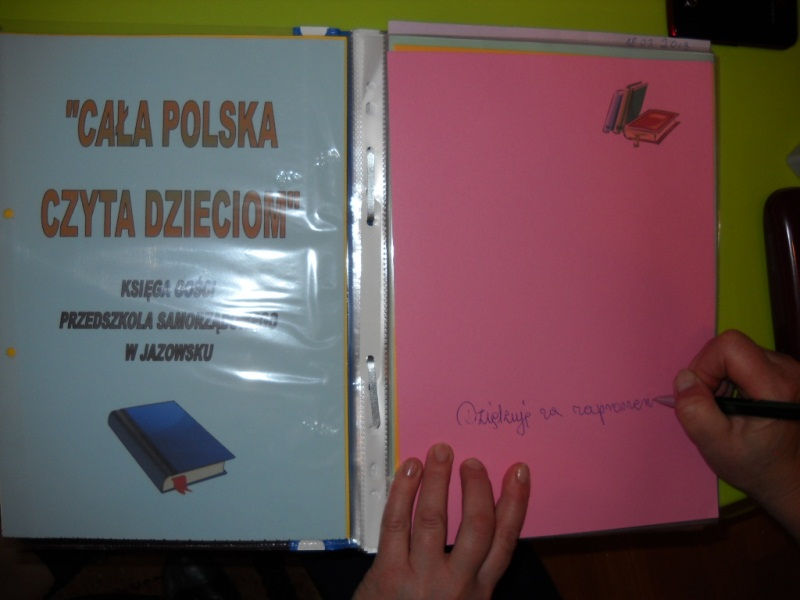 "CAŁA POLSKA
CZYTA DZIECIOM"
KSIĘGA GOŚCI
PRZEDSZKOLA SAMORZĄDOWEGO
W JAZOWSKU
Dziękuję za